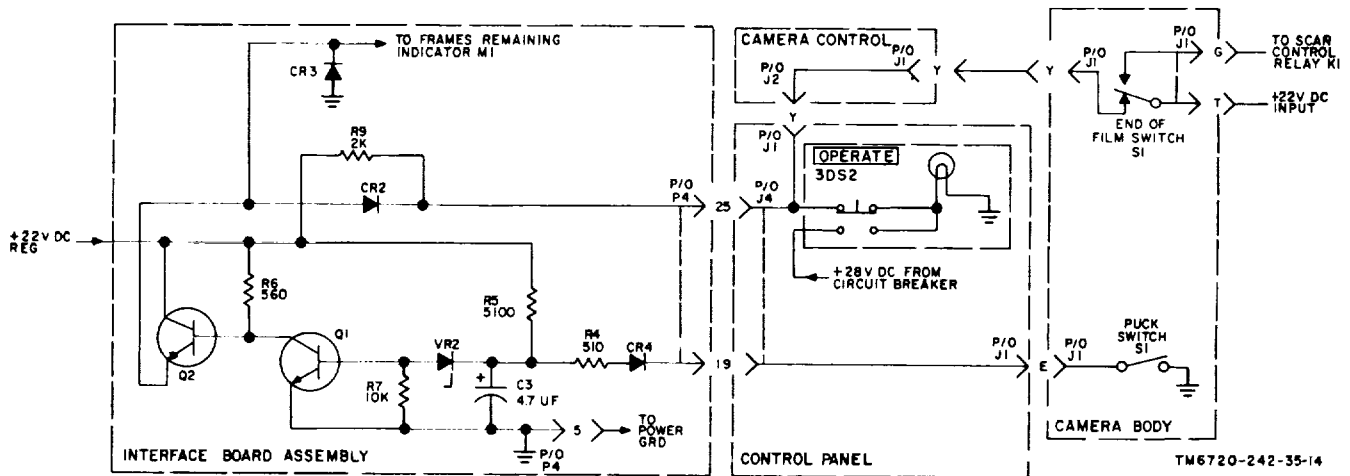 TO FRAMES REMAINING
INDICATOR M1
CR3
R9
2K
CR2
P/O
P4
25
P/O
J4
+22V DC
REG
R6
560
R5
5100
Q1
Q2
VR2
R4
510
CR4
19
R7
10K
+
C3
4.7 UF
5
TO
POWER
GRD
P/O
P4
INTERFACE BOARD ASSEMBLY
CAMERA CONTROL
P/O
J2
P/O
J1
Y
Y
P/O
J1
OPERATE
3DS2
+28V DC FROM
CIRCUIT BREAKER
P/O
J1
CONTROL PANEL
Y
P/O
J1
P/O
J1
G
TO SCAR
CONTROL
RELAY K1
T
+22V DC
INPUT
END OF
FILM SWITCH
S1
E
P/O
J1
PUCK
SWITCH
S1
CAMERA BODY
TM6720-242-35-14